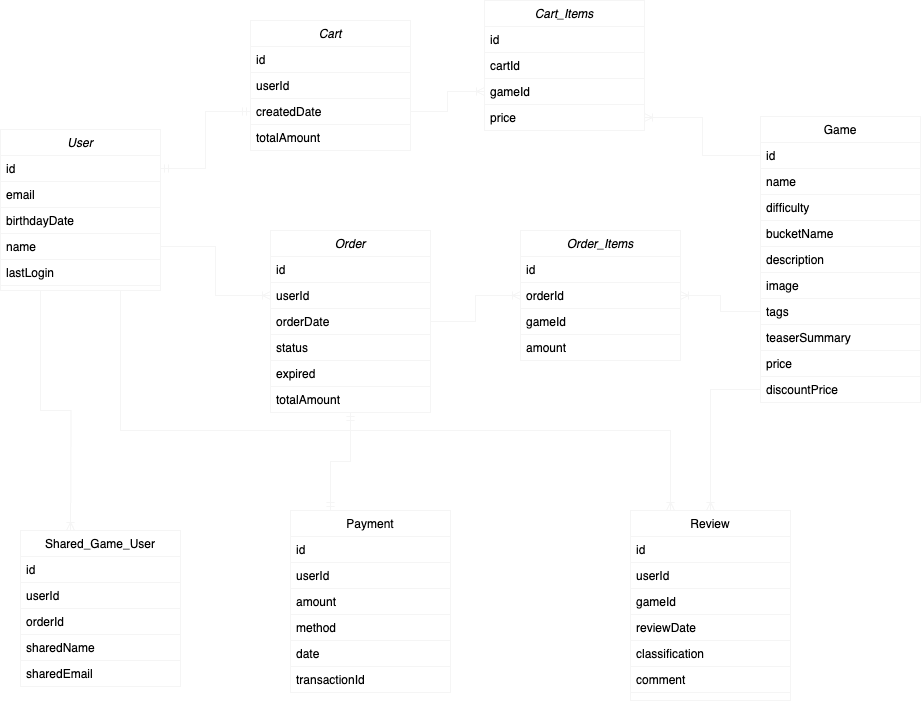 Cart
id
userId
createdDate
totalAmount
Cart_Items
id
cartId
gameId
price
User
id
email
birthdayDate
name
lastLogin
Game
id
name
difficulty
bucketName
description
image
tags
teaserSummary
price
discountPrice
Order
id
userId
orderDate
status
expired
totalAmount
Order_Items
id
orderId
gameId
amount
Shared_Game_User
id
userId
orderId
sharedName
sharedEmail
Payment
id
userId
amount
method
date
transactionId
Review
id
userId
gameId
reviewDate
classification
comment